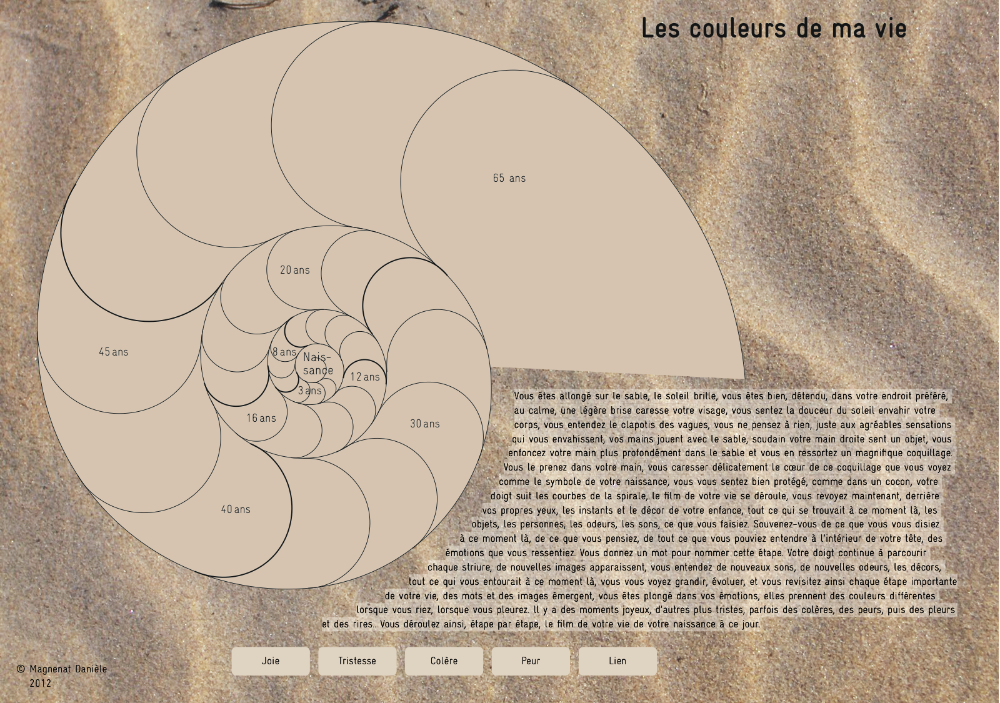 Les couleurs de ma vie
65 ans
20 ans
45 ans
8 ans
Nais-
sance
12 ans
3 ans
16 ans
30 ans
40 ans
Vous êtes allongé sur le sable, le soleil brille, vous êtes bien, détendu, dans votre endroit préféré,
au calme, une légère brise caresse votre visage, vous sentez la douceur du soleil envahir votre
corps, vous entendez le clapotis des vagues, vous ne pensez à rien, juste aux agréables sensations
qui vous envahissent, vos mains jouent avec le sable, soudain votre main droite sent un objet, vous
enfoncez votre main plus profondément dans le sable et vous en ressortez un magnifique coquillage.
Vous le prenez dans votre main, vous caresser délicatement le cœur de ce coquillage que vous voyez
comme le symbole de votre naissance, vous vous sentez bien protégé, comme dans un cocon, votre
doigt suit les courbes de la spirale, le film de votre vie se déroule, vous revoyez maintenant, derrière
vos propres yeux, les instants et le décor de votre enfance, tout ce qui se trouvait à ce moment là, les
objets, les personnes, les odeurs, les sons, ce que vous faisiez. Souvenez-vous de ce que vous vous disiez
à ce moment là, de ce que vous pensiez, de tout ce que vous pouviez entendre à l'intérieur de votre tête, des
émotions que vous ressentiez. Vous donnez un mot pour nommer cette étape. Votre doigt continue à parcourir
chaque striure, de nouvelles images apparaissent, vous entendez de nouveaux sons, de nouvelles odeurs, les décors,
tout ce qui vous entourait à ce moment là, vous vous voyez grandir, évoluer, et vous revisitez ainsi chaque étape importante
de votre vie, des mots et des images émergent, vous êtes plongé dans vos émotions, elles prennent des couleurs différentes
lorsque vous riez, lorsque vous pleurez. Il y a des moments joyeux, d'autres plus tristes, parfois des colères, des peurs, puis des pleurs
et des rires.. Vous déroulez ainsi, étape par étape, le film de votre vie de votre naissance à ce jour.
Joie
Tristesse
Colère
Peur
Lien
© Magnenat Danièle
2012